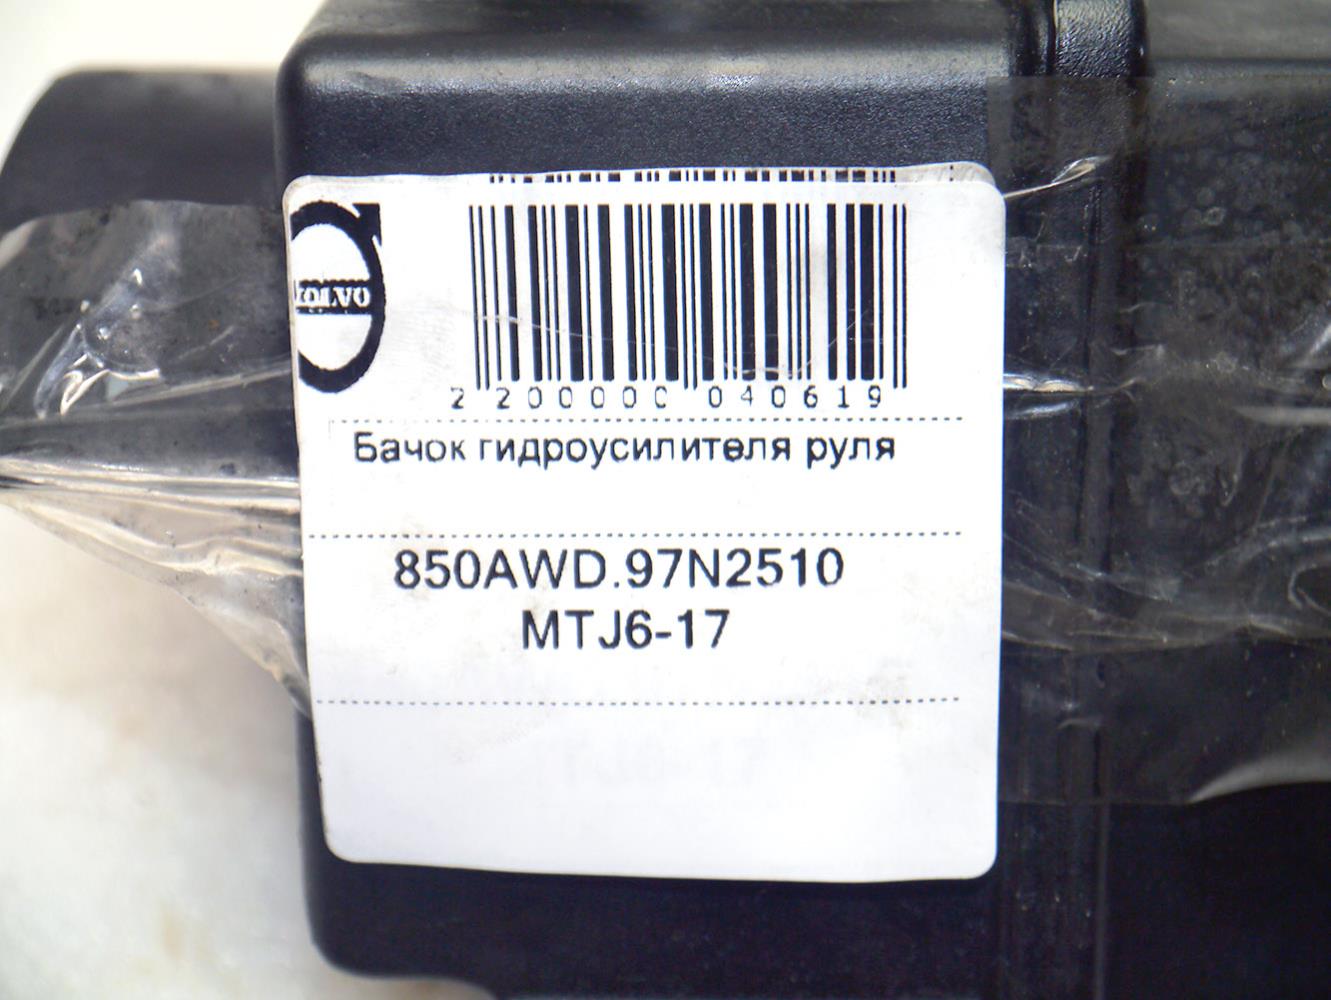 VOLVO
2 200000 040619
Бачок гидроусилителя руля
850AWD.97N2510
MTJ6-17